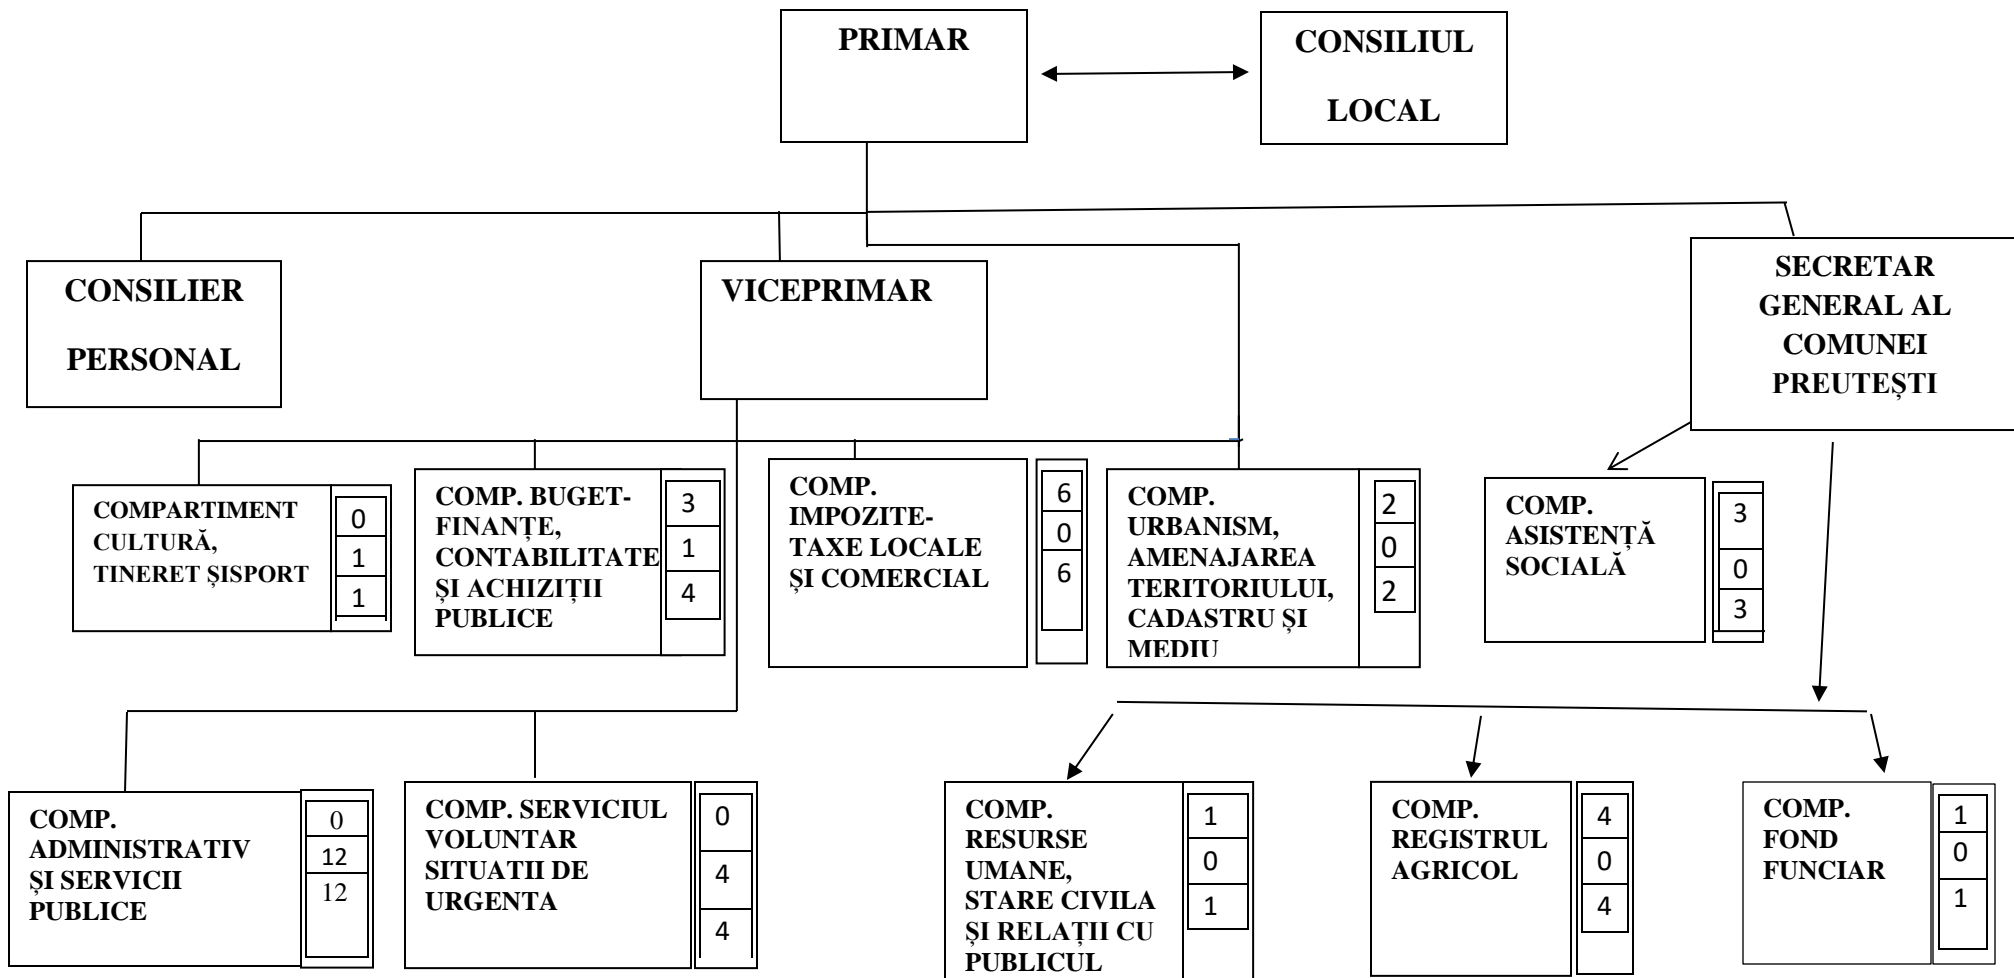 PRIMAR
CONSILIUL
LOCAL
CONSILIER
PERSONAL
VICEPRIMAR
SECRETAR
GENERAL AL
COMUNEI
PREUTEȘTI
COMPARTIMENT
CULTURĂ,
TINERET ȘISPORT
0
1
1
COMP. BUGET-
FINANȚE,
CONTABILITATE
ȘI ACHIZIȚII
PUBLICE
3
1
4
COMP.
IMPOZITE-
TAXE LOCALE
ȘI COMERCIAL
6
0
6
COMP.
URBANISM,
AMENAJAREA
TERITORIULUI,
CADASTRU ȘI
MEDIU
2
0
2
COMP.
ASISTENȚĂ
SOCIALĂ
3
0
3
COMP.
ADMINISTRATIV
ȘI SERVICII
PUBLICE
0
12
12
COMP. SERVICIUL
VOLUNTAR
SITUATII DE
URGENTA
0
4
4
COMP.
RESURSE
UMANE,
STARE CIVILA
ȘI RELAȚII CU
PUBLICUL
1
0
1
COMP.
REGISTRUL
AGRICOL
4
0
4
COMP.
FOND
FUNCIAR
1
0
1